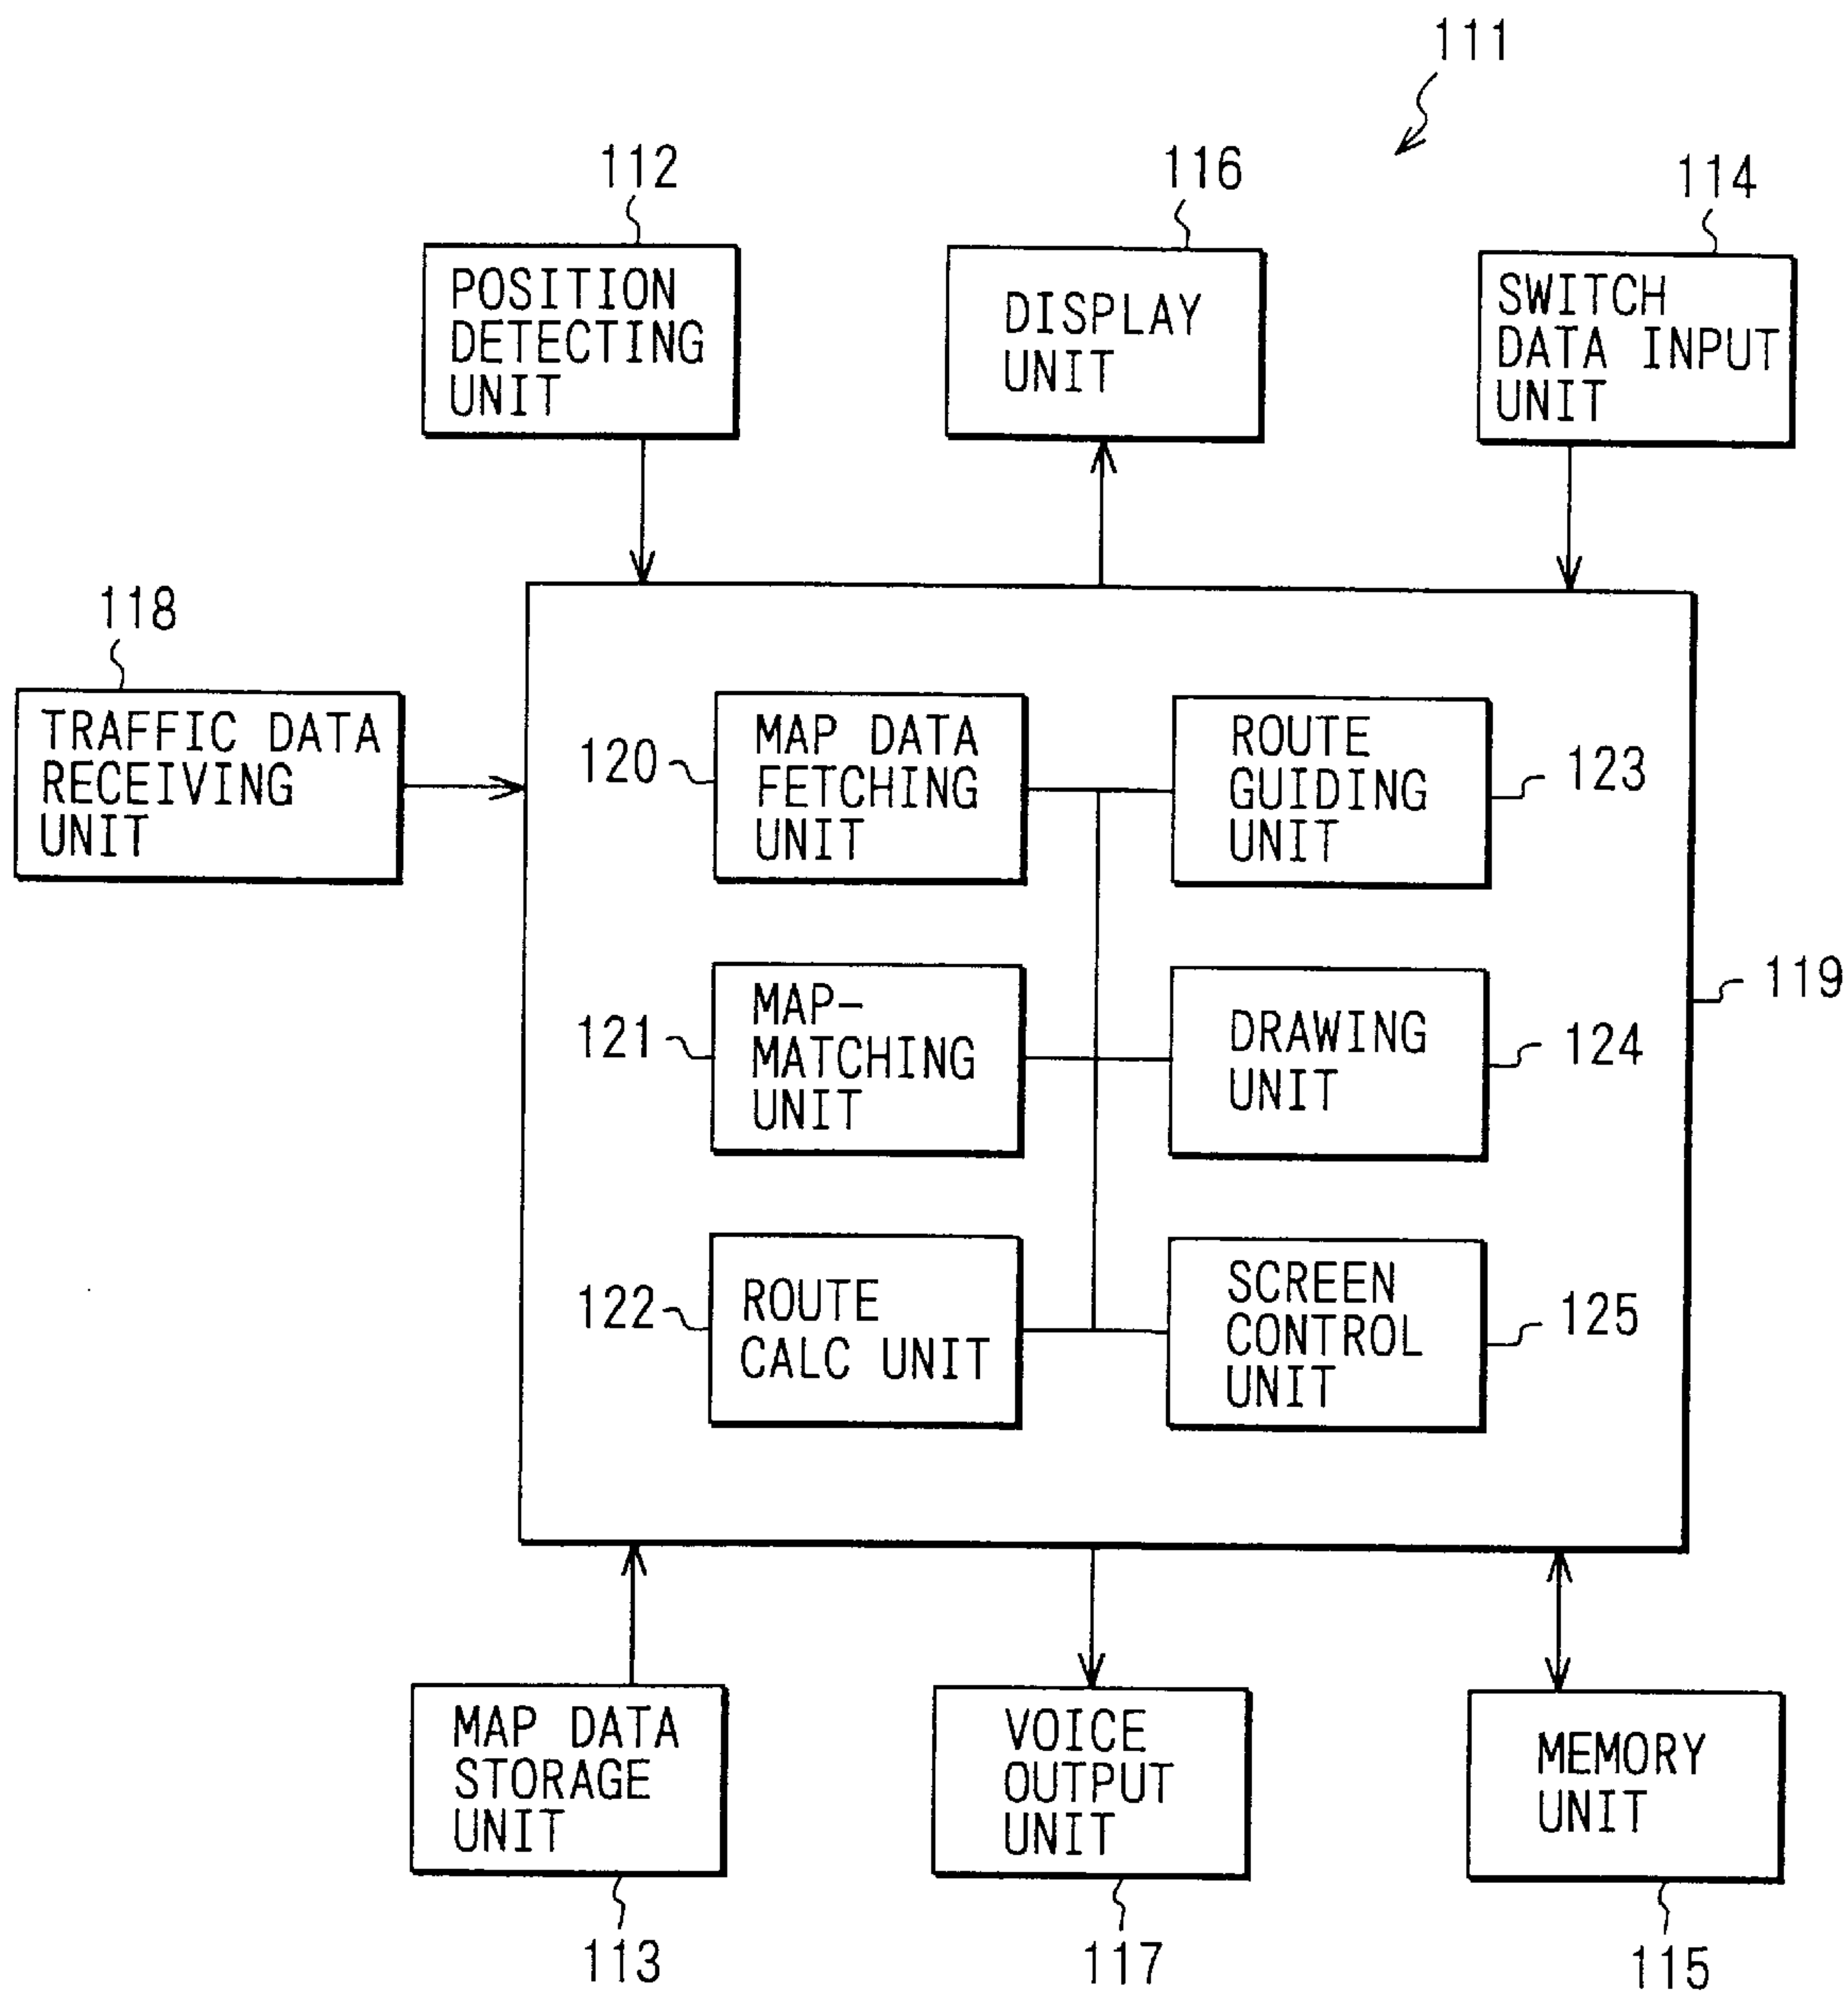 111
112
116
114
POSITION
DETECTING
UNIT
DISPLAY
UNIT
SWITCH
DATA INPUT
UNIT
118
TRAFFIC DATA
RECEIVING
UNIT
120
MAP DATA
FETCHING
UNIT
ROUTE
GUIDING
UNIT
123
119
121
MAP-
MATCHING
UNIT
DRAWING
UNIT
124
122
ROUTE
CALC UNIT
SCREEN
CONTROL
UNIT
125
MAP DATA
STORAGE
UNIT
VOICE
OUTPUT
UNIT
MEMORY
UNIT
113
117
115